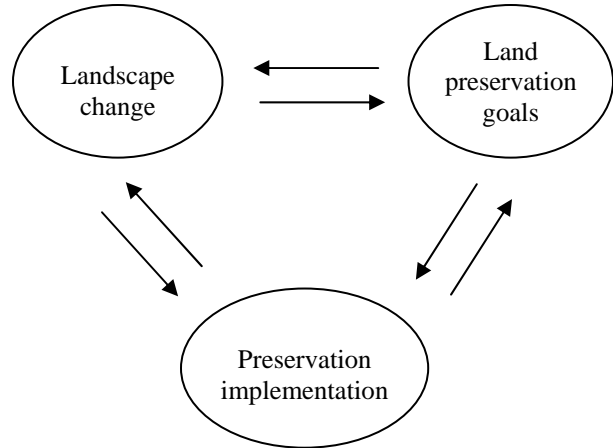 Landscape
change
Land
preservation
goals
Preservation
implementation